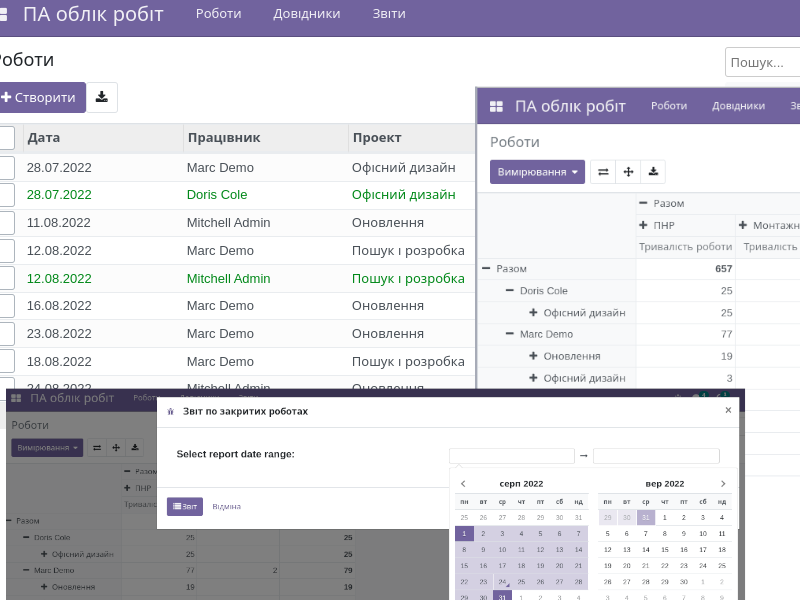 ПА облік робіт Роботи Довідники Звіти
Роботи
Пошук...
Створити
Дата Працівник Проект
28.07.2022 Marc Demo Офісний дизайн
28.07.2022 Doris Cole Офісний дизайн
11.08.2022 Mitchell Admin Оновлення
12.08.2022 Marc Demo Пошук і розробка
12.08.2022 Mitchell Admin Пошук і розробка
16.08.2022 Marc Demo Оновлення
23.08.2022 Marc Demo Оновлення
18.08.2022 Marc Demo Пошук і розробка
24.08.2022 Mitchell Admin Оновлення
ПА облік робіт Роботи Довідники Зв
Роботи
Вимірювання
Разом
ПНР Монтажн
Тривалість роботи Тривалість
Разом 657
Doris Cole 25
Офісний дизайн 25
Marc Demo 77
Оновлення 19
Офісний дизайн 3
ПА облік робіт
Роботи
Вимірювання
Разом
ПНР
Разом
Doris Cole 25 25
Офісний дизайн 25 25
Marc Demo 77 2 79
Оновлення 19 19
Звіт по закритих роботах ×
Select report date range: →
Звіт Відміна
серп 2022
пн вт ср чт пт сб нд
25 26 27 28 29 30 31
1 2 3 4 5 6 7
8 9 10 11 12 13 14
15 16 17 18 19 20 21
22 23 24 25 26 27 28
29 30 31 1 2 3 4
вер 2022
пн вт ср чт пт сб нд
29 30 31 1 2 3 4
5 6 7 8 9 10 11
12 13 14 15 16 17 18
19 20 21 22 23 24 25
26 27 28 29 30 1 2
3 4 5 6 7 8 9